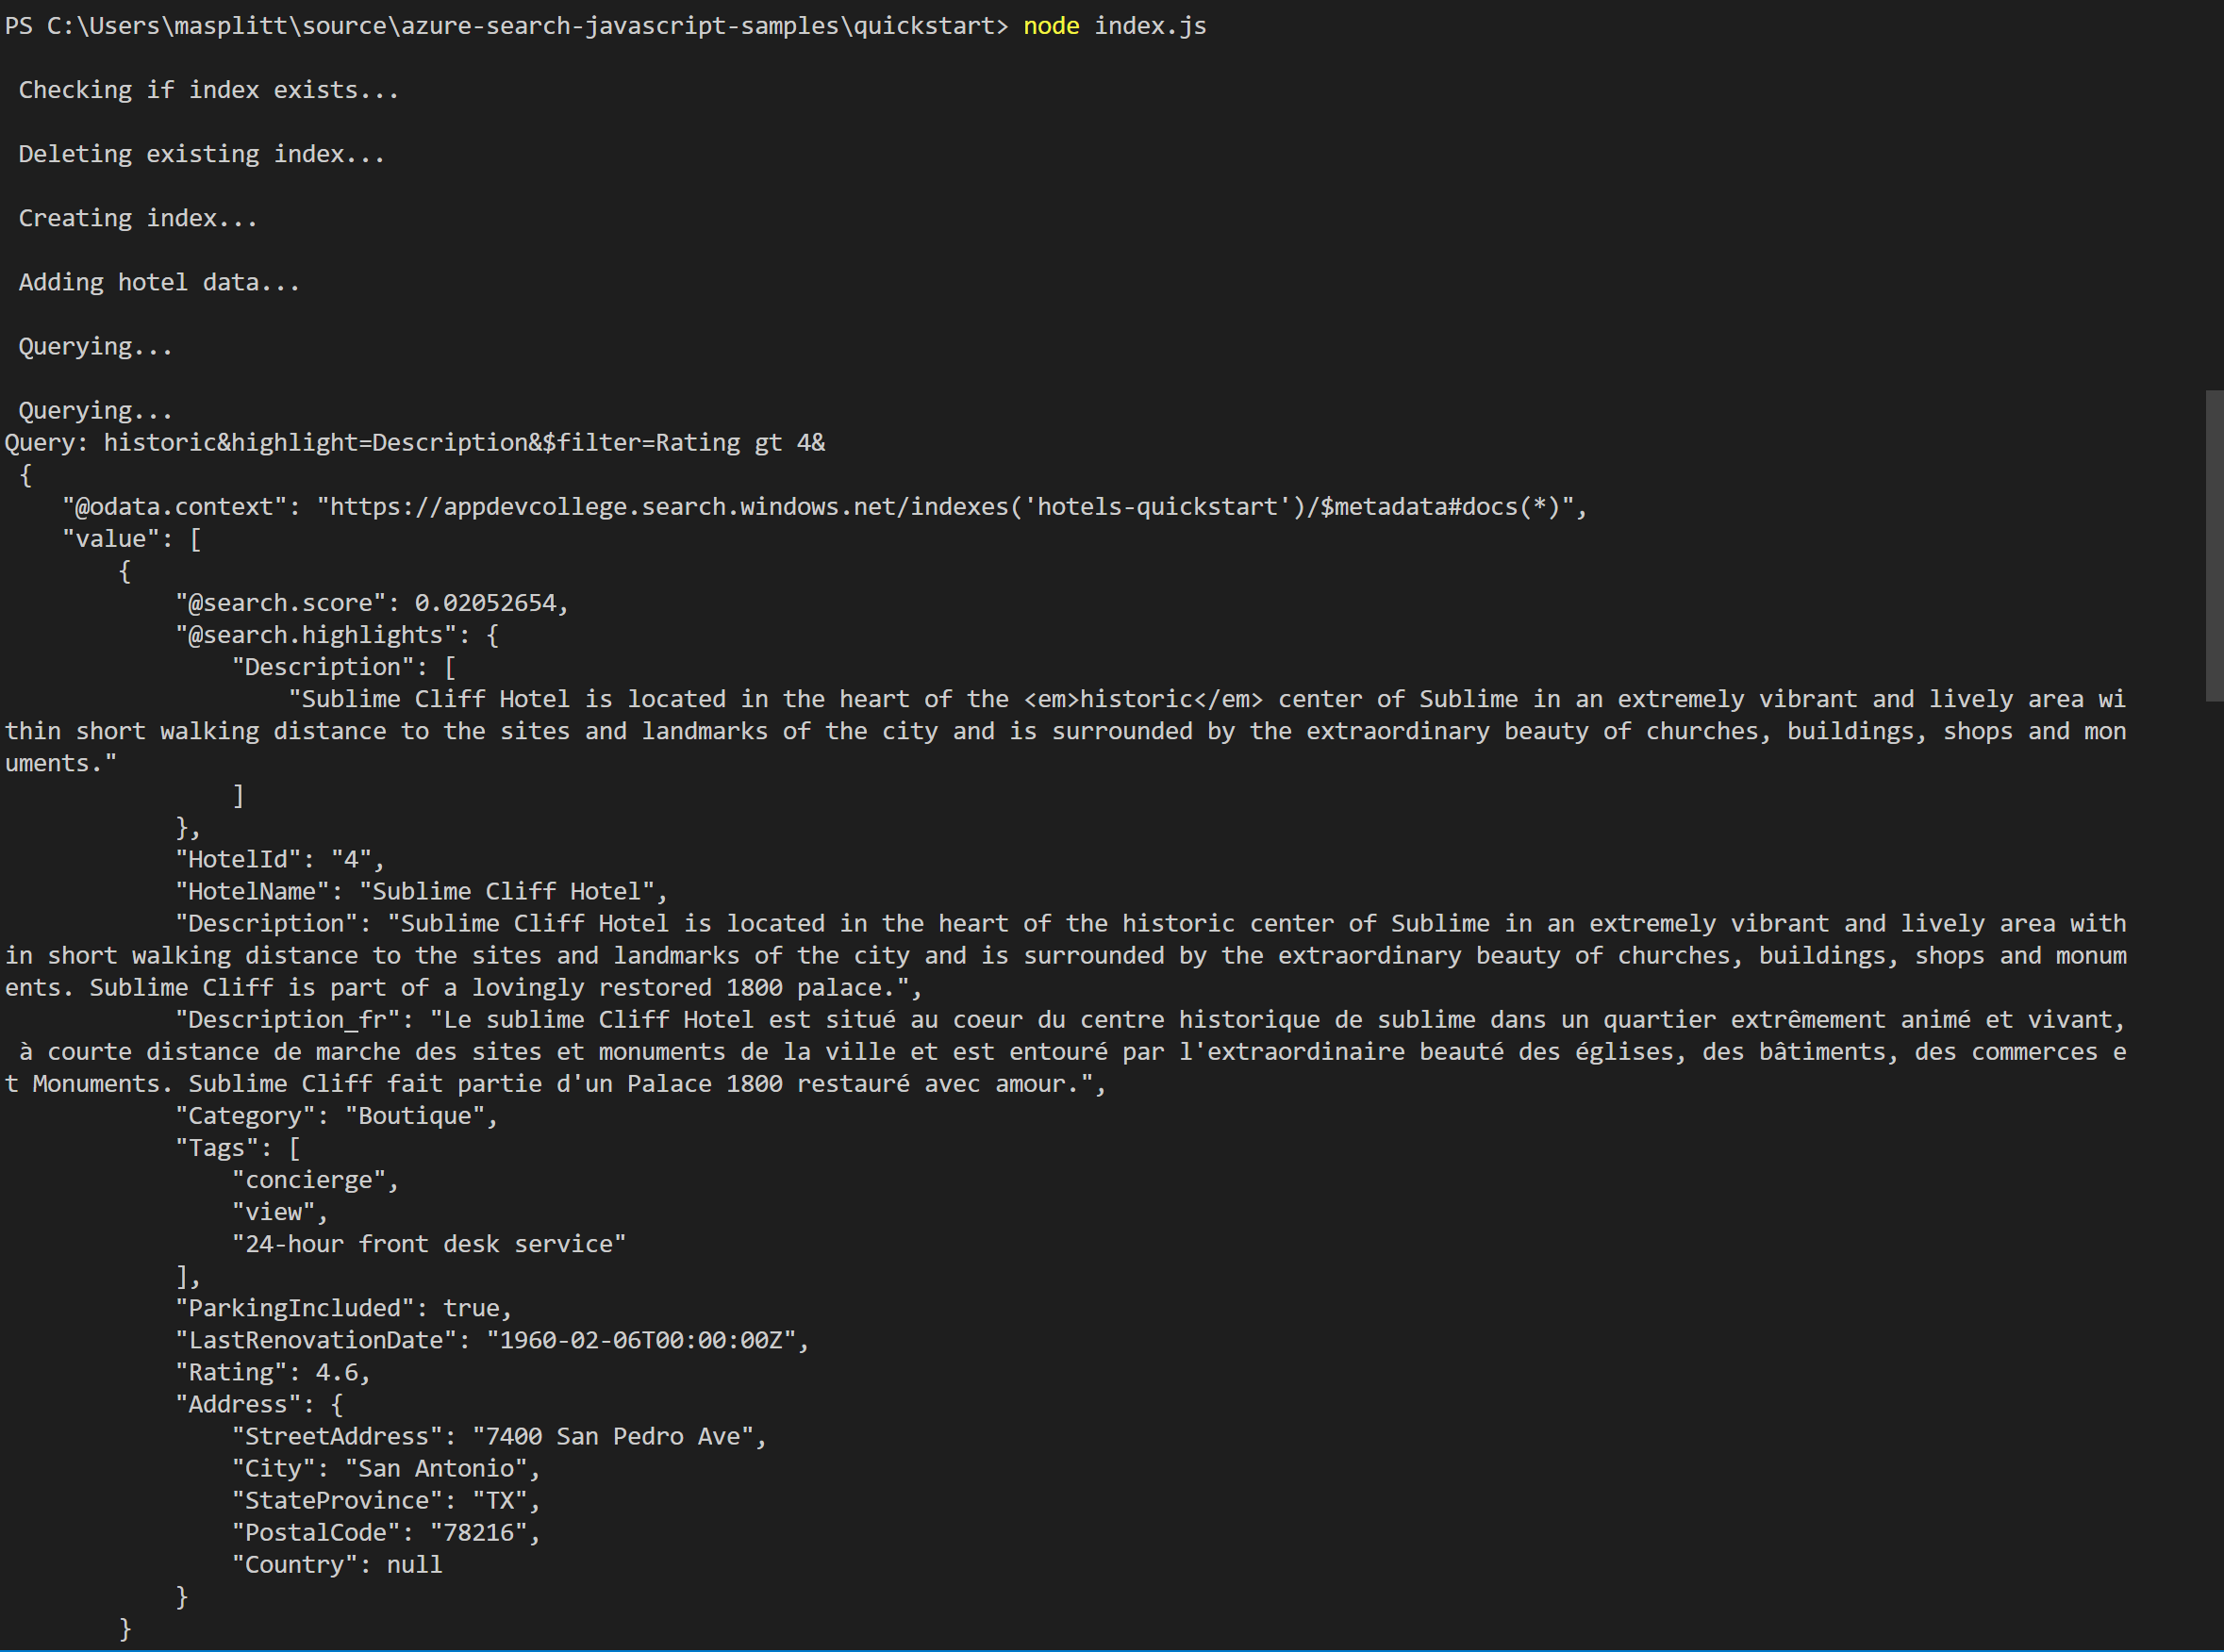 PS C:\Users\masplitt\source\azure-search-javascript-samples\quickstart> node index.js
Checking if index exists...
Deleting existing index...
Creating index...
Adding hotel data...
Querying...
Querying...
Query: historic&highlight=Description&$filter=Rating gt 4&
{
"@odata.context": "https://appdevcollege.search.windows.net/indexes('hotels-quickstart')/$metadata#docs(*)",
"value": [
{
"@search.score": 0.02052654,
"@search.highlights": {
"Description": [
"Sublime Cliff Hotel is located in the heart of the <em>historic</em> center of Sublime in an extremely vibrant and lively area wi
thin short walking distance to the sites and landmarks of the city and is surrounded by the extraordinary beauty of churches, buildings, shops and mon
uments."
]
},
"HotelId": "4",
"HotelName": "Sublime Cliff Hotel",
"Description": "Sublime Cliff Hotel is located in the heart of the historic center of Sublime in an extremely vibrant and lively area with
in short walking distance to the sites and landmarks of the city and is surrounded by the extraordinary beauty of churches, buildings, shops and monum
ents. Sublime Cliff is part of a lovingly restored 1800 palace.",
"Description_fr": "Le sublime Cliff Hotel est situé au coeur du centre historique de sublime dans un quartier extrêmement animé et vivant,
à courte distance de marche des sites et monuments de la ville et est entouré par l'extraordinaire beauté des églises, des bâtiments, des commerces e
t Monuments. Sublime Cliff fait partie d'un Palace 1800 restauré avec amour.",
"Category": "Boutique",
"Tags": [
"concierge",
"view",
"24-hour front desk service"
],
"ParkingIncluded": true,
"LastRenovationDate": "1960-02-06T00:00:00Z",
"Rating": 4.6,
"Address": {
"StreetAddress": "7400 San Pedro Ave",
"City": "San Antonio",
"StateProvince": "TX",
"PostalCode": "78216",
"Country": null
}
}